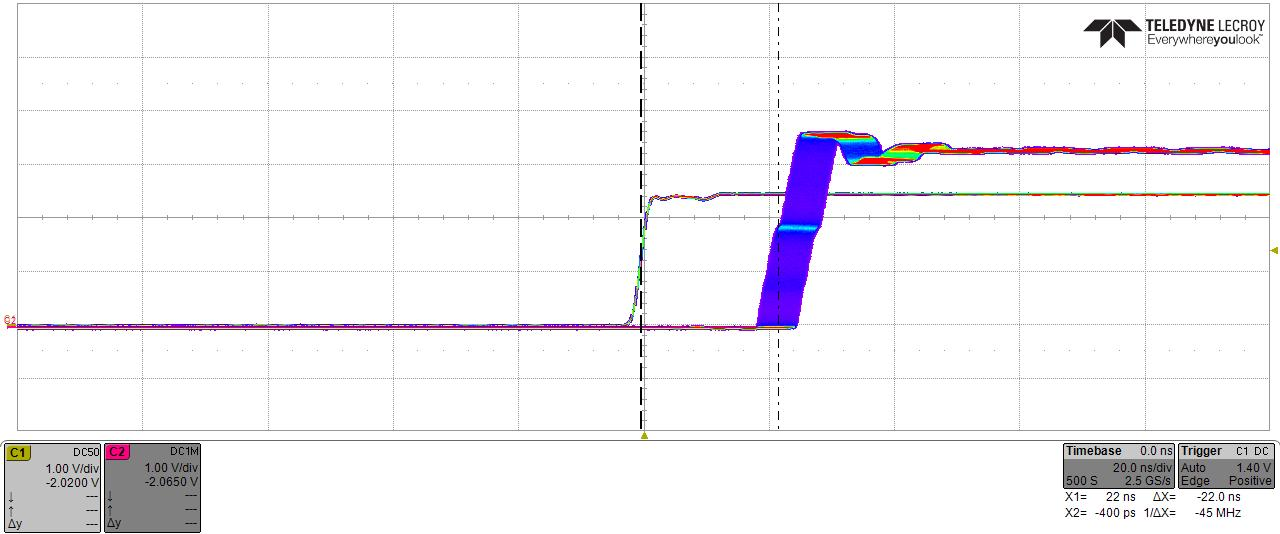 TELEDYNE LECROY
Everywhereyoulook™
C1 DC50
1.00 V/div
-2.0200 V
↓ ---
↑ ---
Δy ---
C2 DC1M
1.00 V/div
-2.0650 V
↓ ---
↑ ---
Δy ---
Timebase 0.0 ns
20.0 ns/div
500 S 2.5 GS/s
Trigger C1 DC
Auto 1.40 V
Edge Positive
X1= 22 ns ΔX= -22.0 ns
X2= -400 ps 1/ΔX= -45 MHz